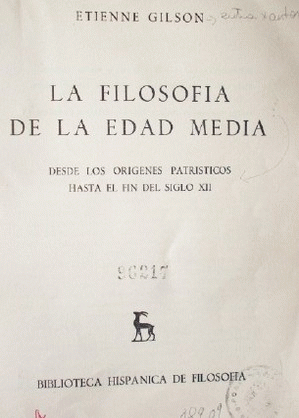 ETIENNE GILSON
LA FILOSOFIA
DE LA EDAD MEDIA
DESDE LOS ORIGENES PATRISTICOS
HASTA EL FIN DEL SIGLO XII
96217
BIBLIOTECA HISPANICA DE FILOSOFIA